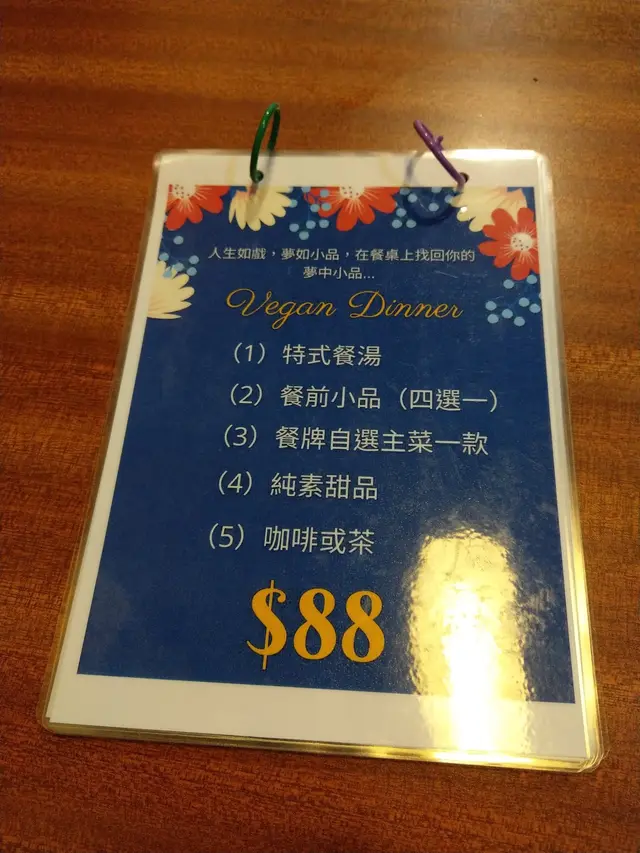 人生如戲，夢如小品，在餐桌上找回你的
夢中小品...
Vegan Dinner
（1）特式餐湯
（2）餐前小品（四選一）
（3）餐牌自選主菜一款
（4）純素甜品
（5）咖啡或茶
$88